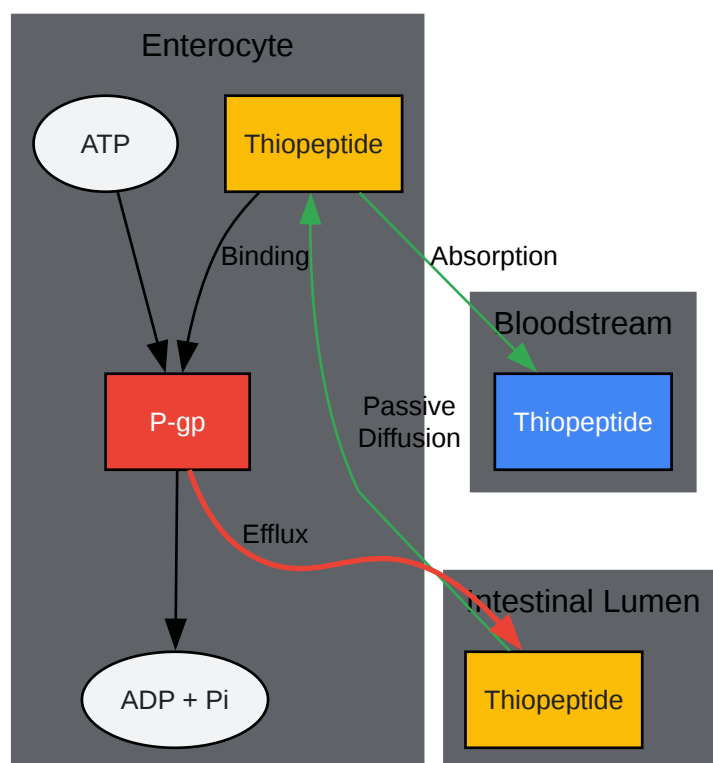 Enterocyte
ATP
Thiopeptide
Binding
Absorption
Bloodstream
P-gp
Passive
Diffusion
Thiopeptide
Efflux
Intestinal Lumen
ADP + Pi
Thiopeptide